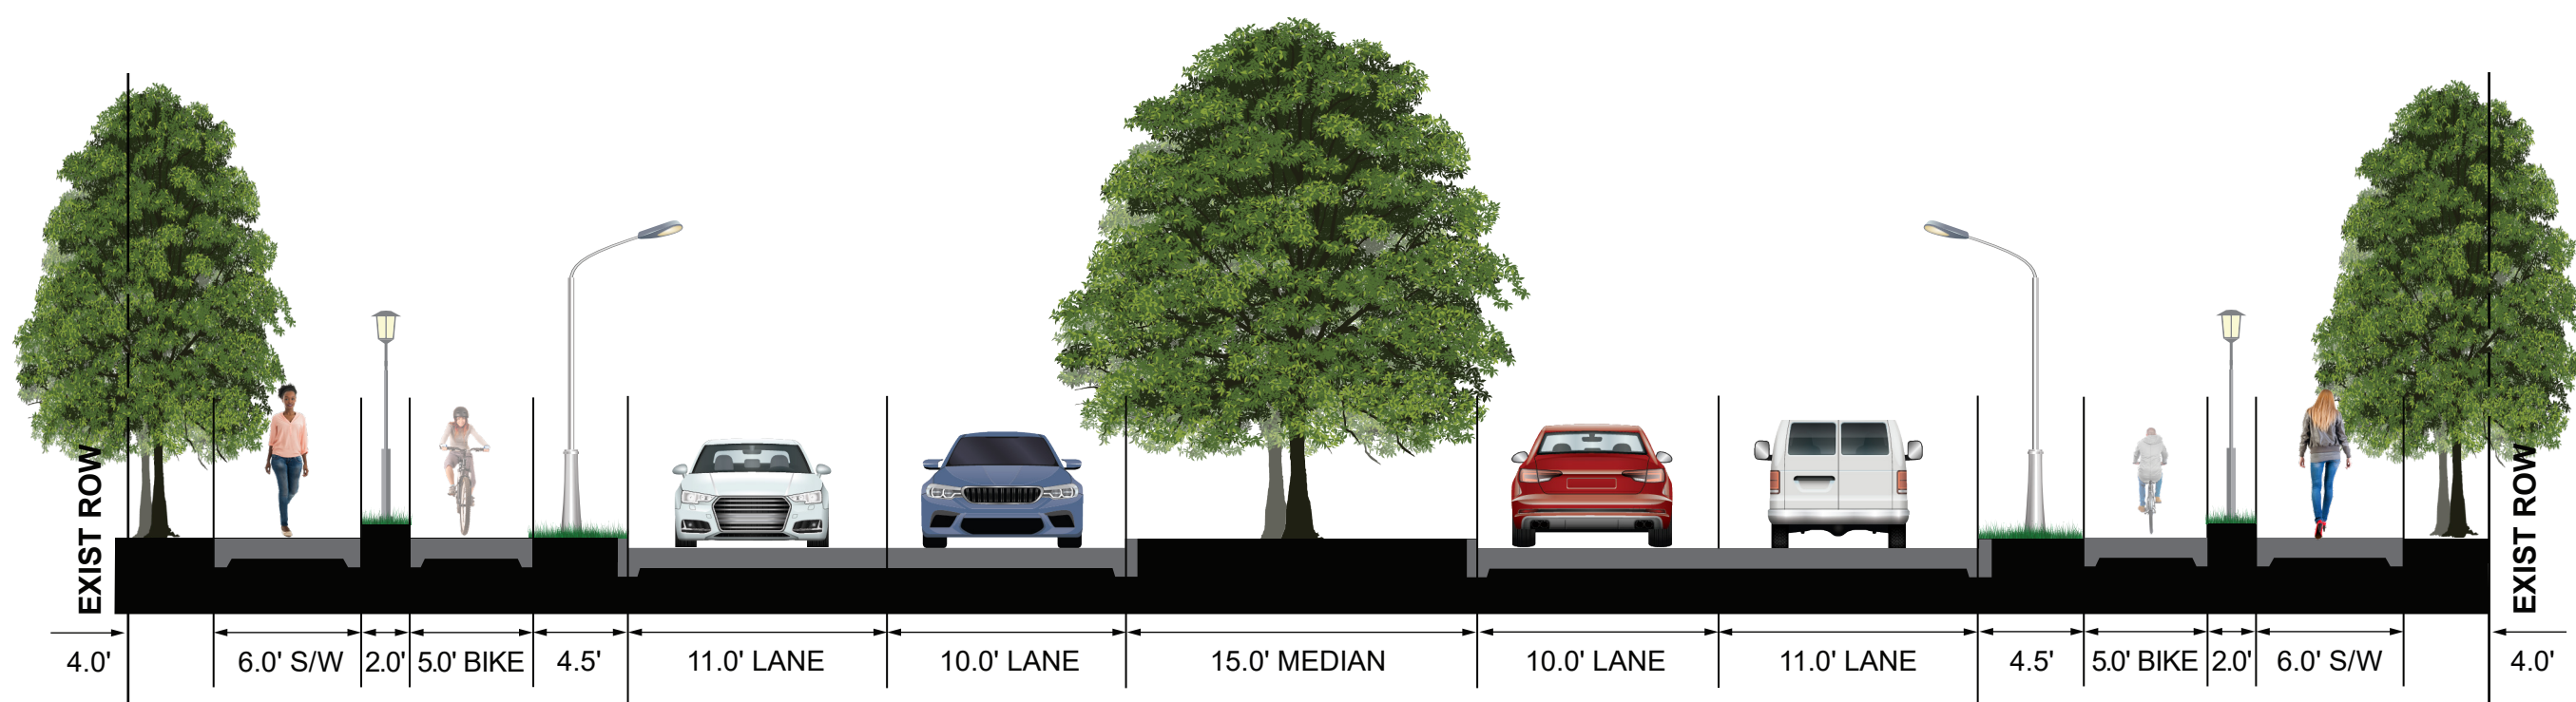 EXIST ROW
EXIST ROW
4.0' 6.0' S/W 2.0' 5.0' BIKE 4.5' 11.0' LANE 10.0' LANE 15.0' MEDIAN 10.0' LANE 11.0' LANE 4.5' 5.0' BIKE 2.0' 6.0' S/W 4.0'